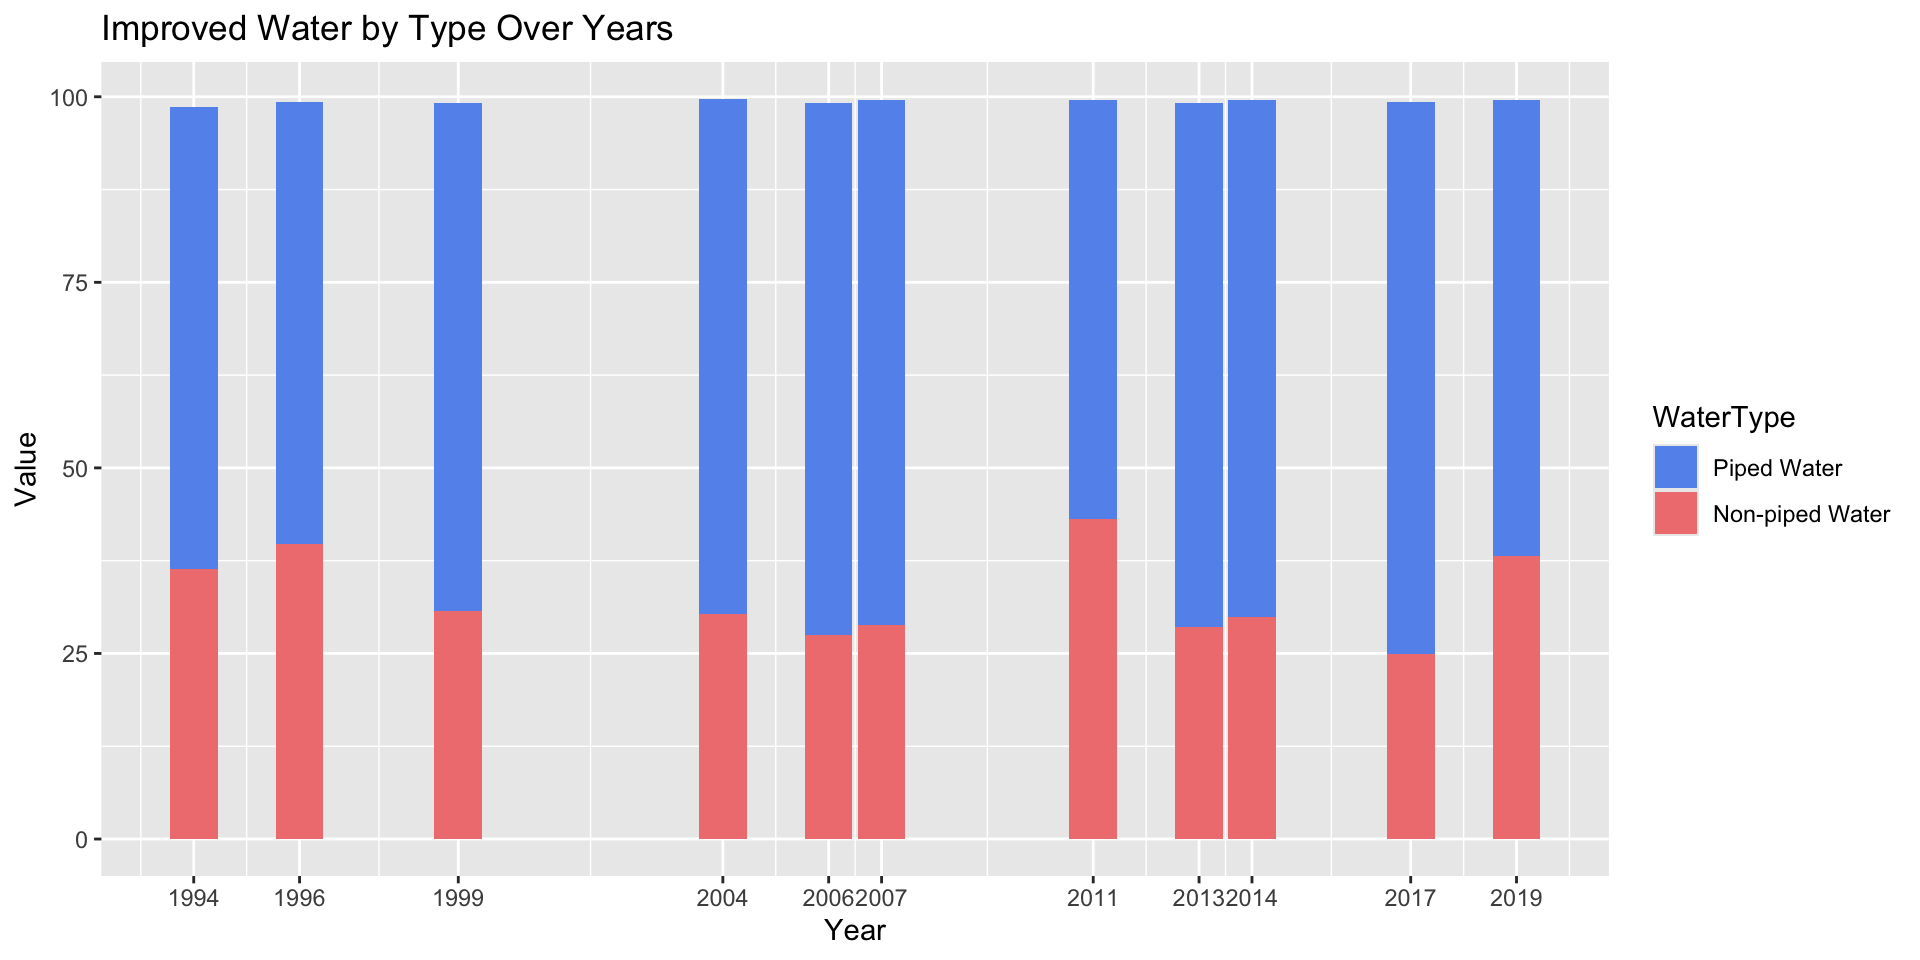 Improved Water by Type Over Years
100
75
50
25
0
Value
1994 1996 1999 2004 2006 2007 2011 2013 2014 2017 2019
Year
WaterType
Piped Water
Non-piped Water